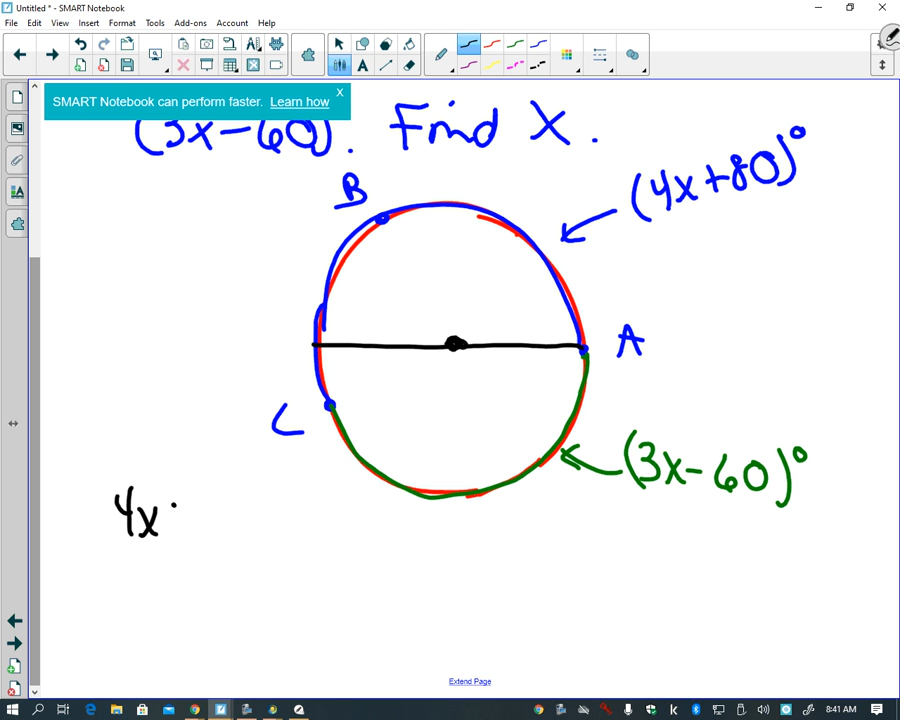 Untitled * - SMART Notebook
File Edit View Insert Format Tools Add-ons Account Help
SMART Notebook can perform faster. Learn how X
(3x-60). Find X.
(4x+80)°
B
A
C
(3x-60)°
4x
Extend Page
8:41 AM